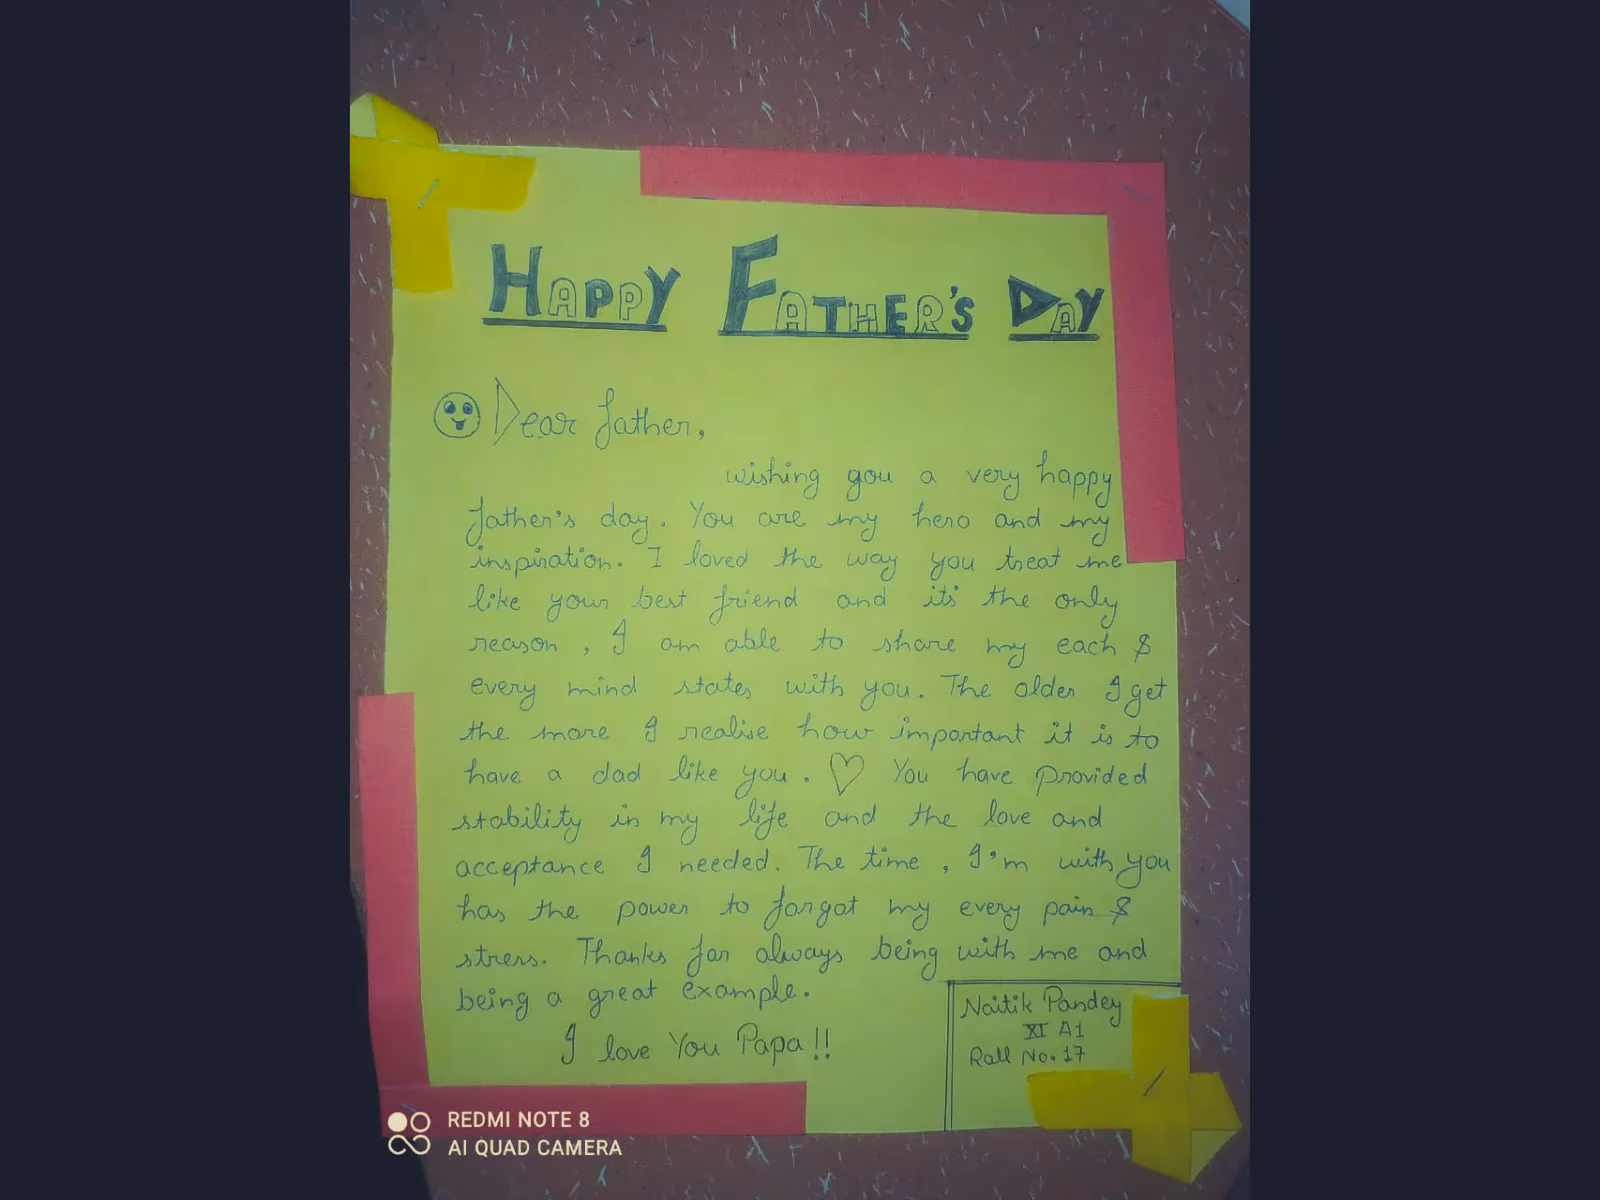 HAPPY FATHER'S DAY
Dear father,
wishing you a very happy
father's day. You are my hero and my
inspiration. I loved the way you treat me
like your best friend and its' the only
reason , I am able to share my each &
every mind states with you. The older I get
the more I realise how important it is to
have a dad like you. ♡ You have provided
stability in my life and the love and
acceptance I needed. The time , I'm with you
has the power to forgot my every pain &
stress. Thanks for always being with me and
being a great example.
I love You Papa!!
Naitik Pandey
XI A1
Roll No. 17
REDMI NOTE 8
AI QUAD CAMERA